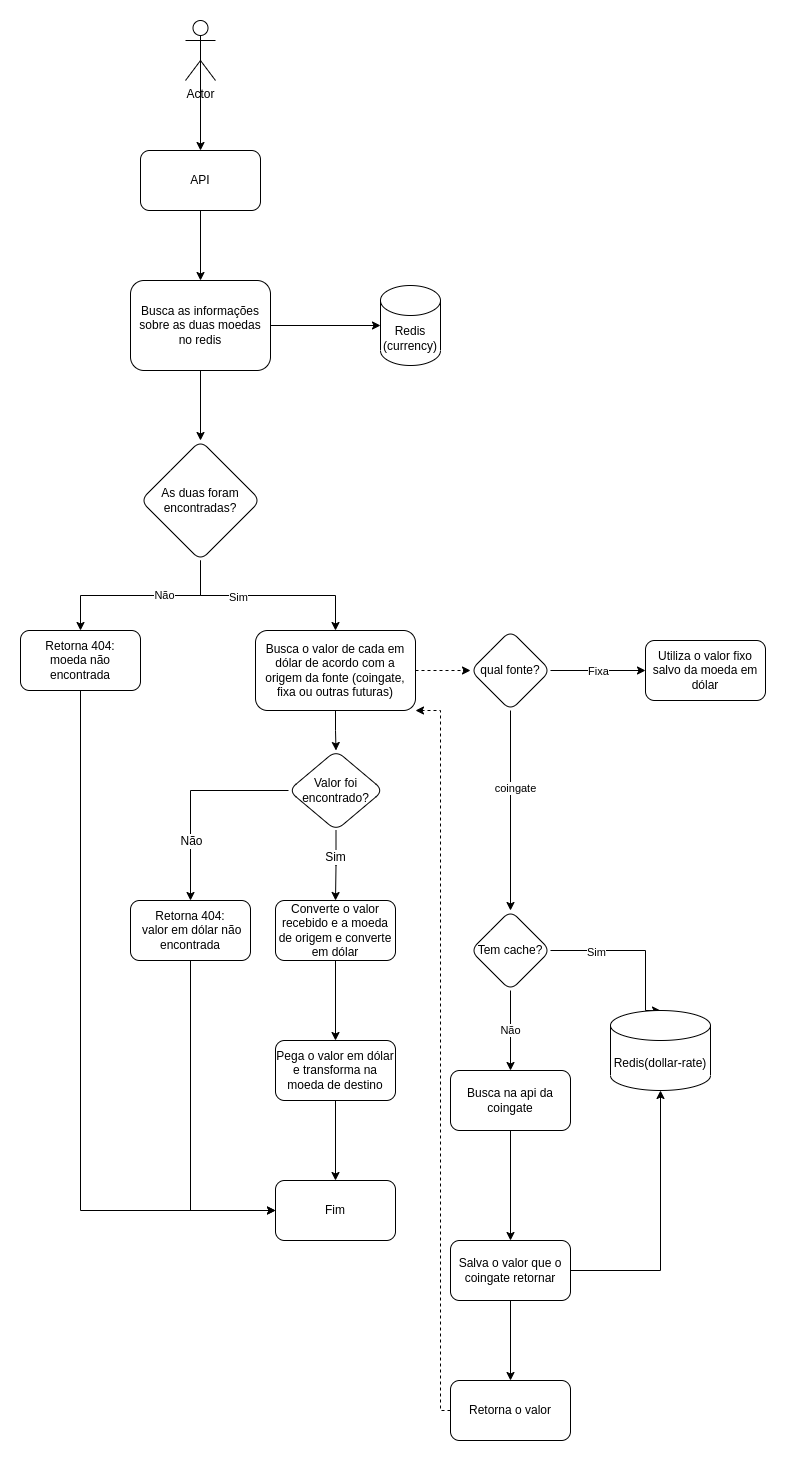 Actor
API
Busca as informações
sobre as duas moedas
no redis
Redis
(currency)
As duas foram
encontradas?
Não
Sim
Retorna 404:
moeda não
encontrada
Busca o valor de cada em
dólar de acordo com a
origem da fonte (coingate,
fixa ou outras futuras)
qual fonte?
Fixa
Utiliza o valor fixo
salvo da moeda em
dólar
coingate
Valor foi
encontrado?
Não
Sim
Retorna 404:
valor em dólar não
encontrada
Converte o valor
recebido e a moeda
de origem e converte
em dólar
Tem cache?
Sim
Não
Redis(dollar-rate)
Pega o valor em dólar
e transforma na
moeda de destino
Busca na api da
coingate
Fim
Salva o valor que o
coingate retornar
Retorna o valor